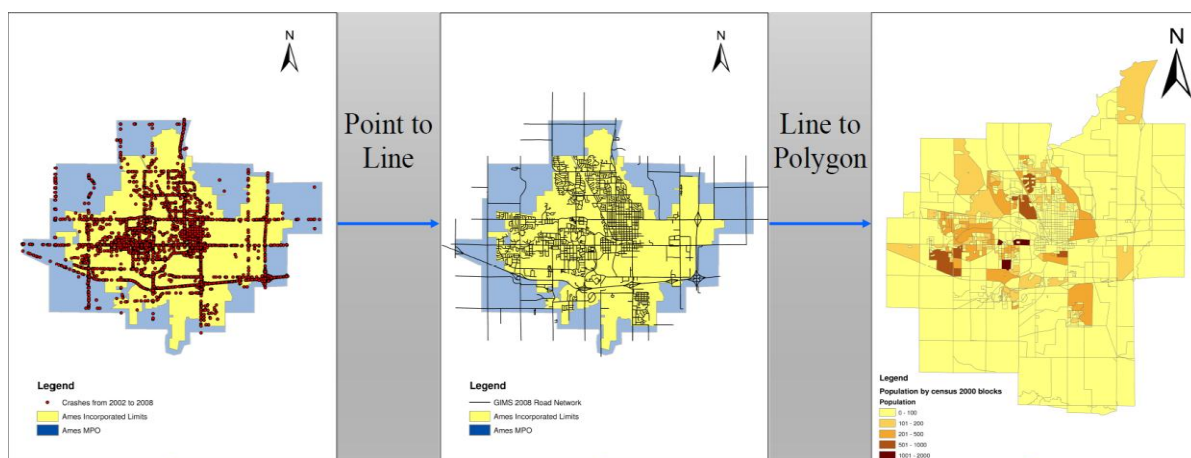 N
Legend
Crashes from 2002 to 2008
Ames Incorporated Limits
Ames MPO
Point to
Line
N
Legend
GIMS 2008 Road Network
Ames Incorporated Limits
Ames MPO
Line to
Polygon
N
Legend
Population by census 2000 blocks
Population
0 - 100
101 - 200
201 - 500
501 - 1000
1001 - 2000